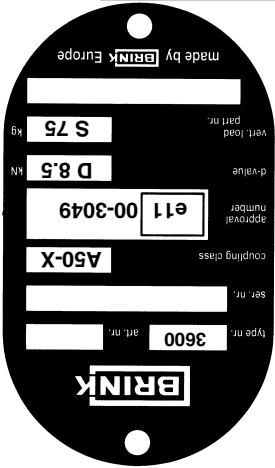 BRINK
type nr. 3600 art. nr.
ser. nr.
coupling class A50-X
approval number e11 00-3049
d-value D 8.5 kN
vert. load S 75 kg
part nr.
made by BRINK Europe